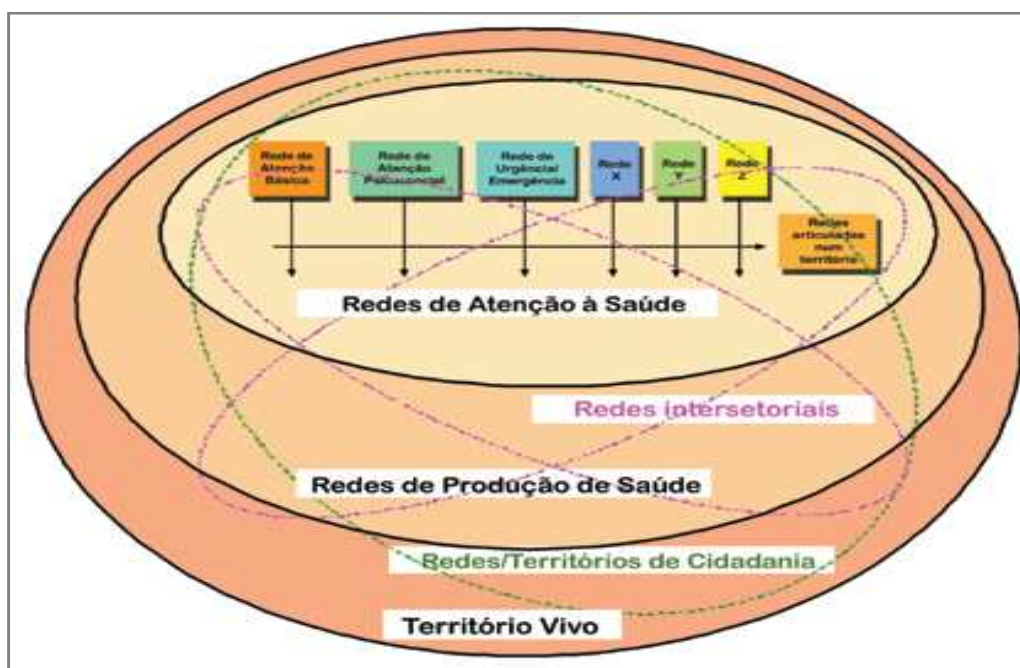 Rede de
Atenção
Básica
Rede de
Atenção
Psicossocial
Rede de
Urgência/
Emergência
Rede
X
Rede
Y
Rede
Z
Redes
articuladas
num
território
Redes de Atenção à Saúde
Redes intersetoriais
Redes de Produção de Saúde
Redes/Territórios de Cidadania
Território Vivo